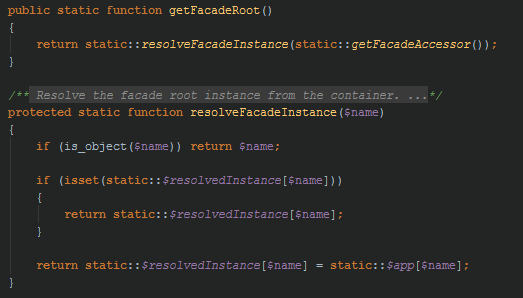 public static function getFacadeRoot()
{
    return static::resolveFacadeInstance(static::getFacadeAccessor());
}
/** Resolve the facade root instance from the container. ...*/
protected static function resolveFacadeInstance($name)
{
    if (is_object($name)) return $name;
    if (isset(static::$resolvedInstance[$name]))
    {
        return static::$resolvedInstance[$name];
    }
    return static::$resolvedInstance[$name] = static::$app[$name];
}